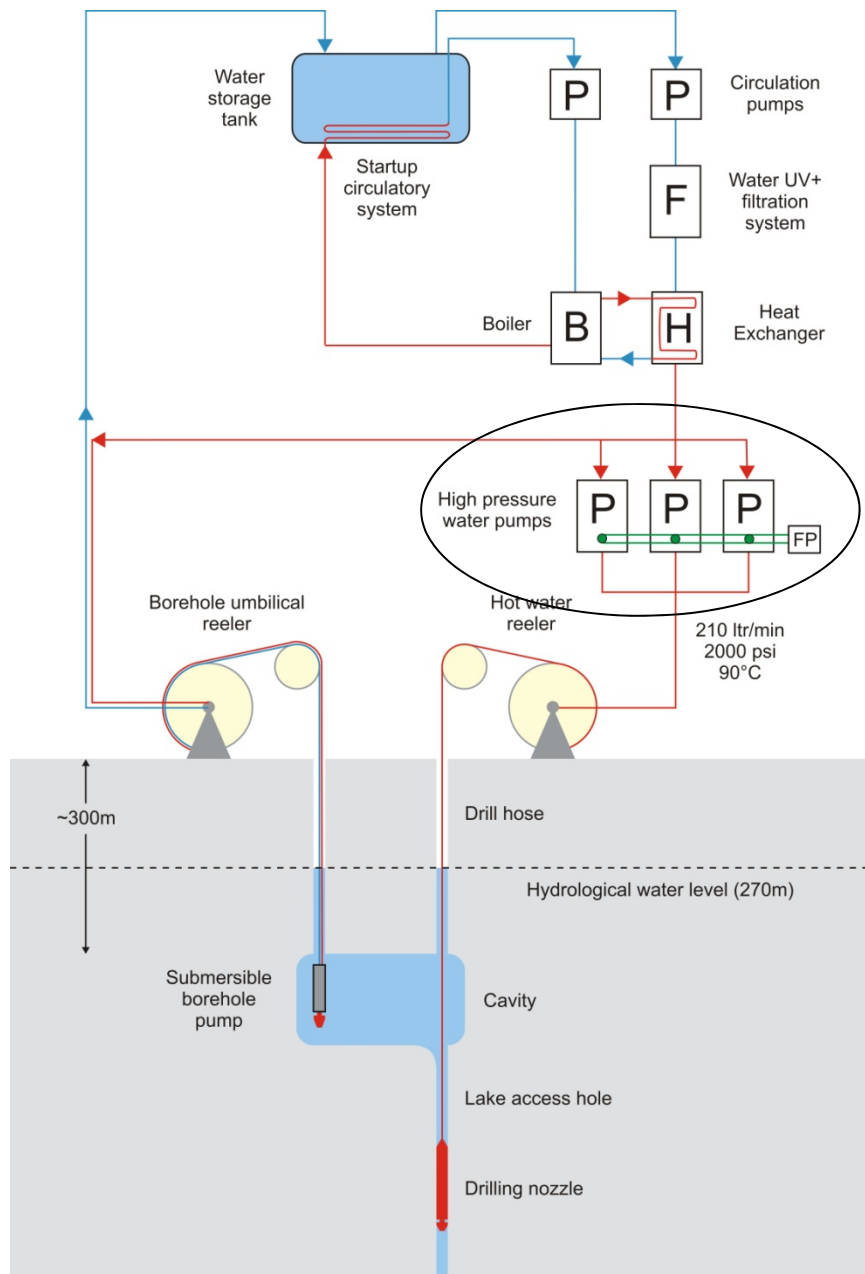 Water
storage
tank
P
P
Circulation
pumps
Startup
circulatory
system
F
Water UV+
filtration
system
Boiler
B
H
Heat
Exchanger
High pressure
water pumps
P
P
P
FP
Borehole umbilical
reeler
Hot water
reeler
210 ltr/min
2000 psi
90°C
~300m
Drill hose
Hydrological water level (270m)
Submersible
borehole
pump
Cavity
Lake access hole
Drilling nozzle